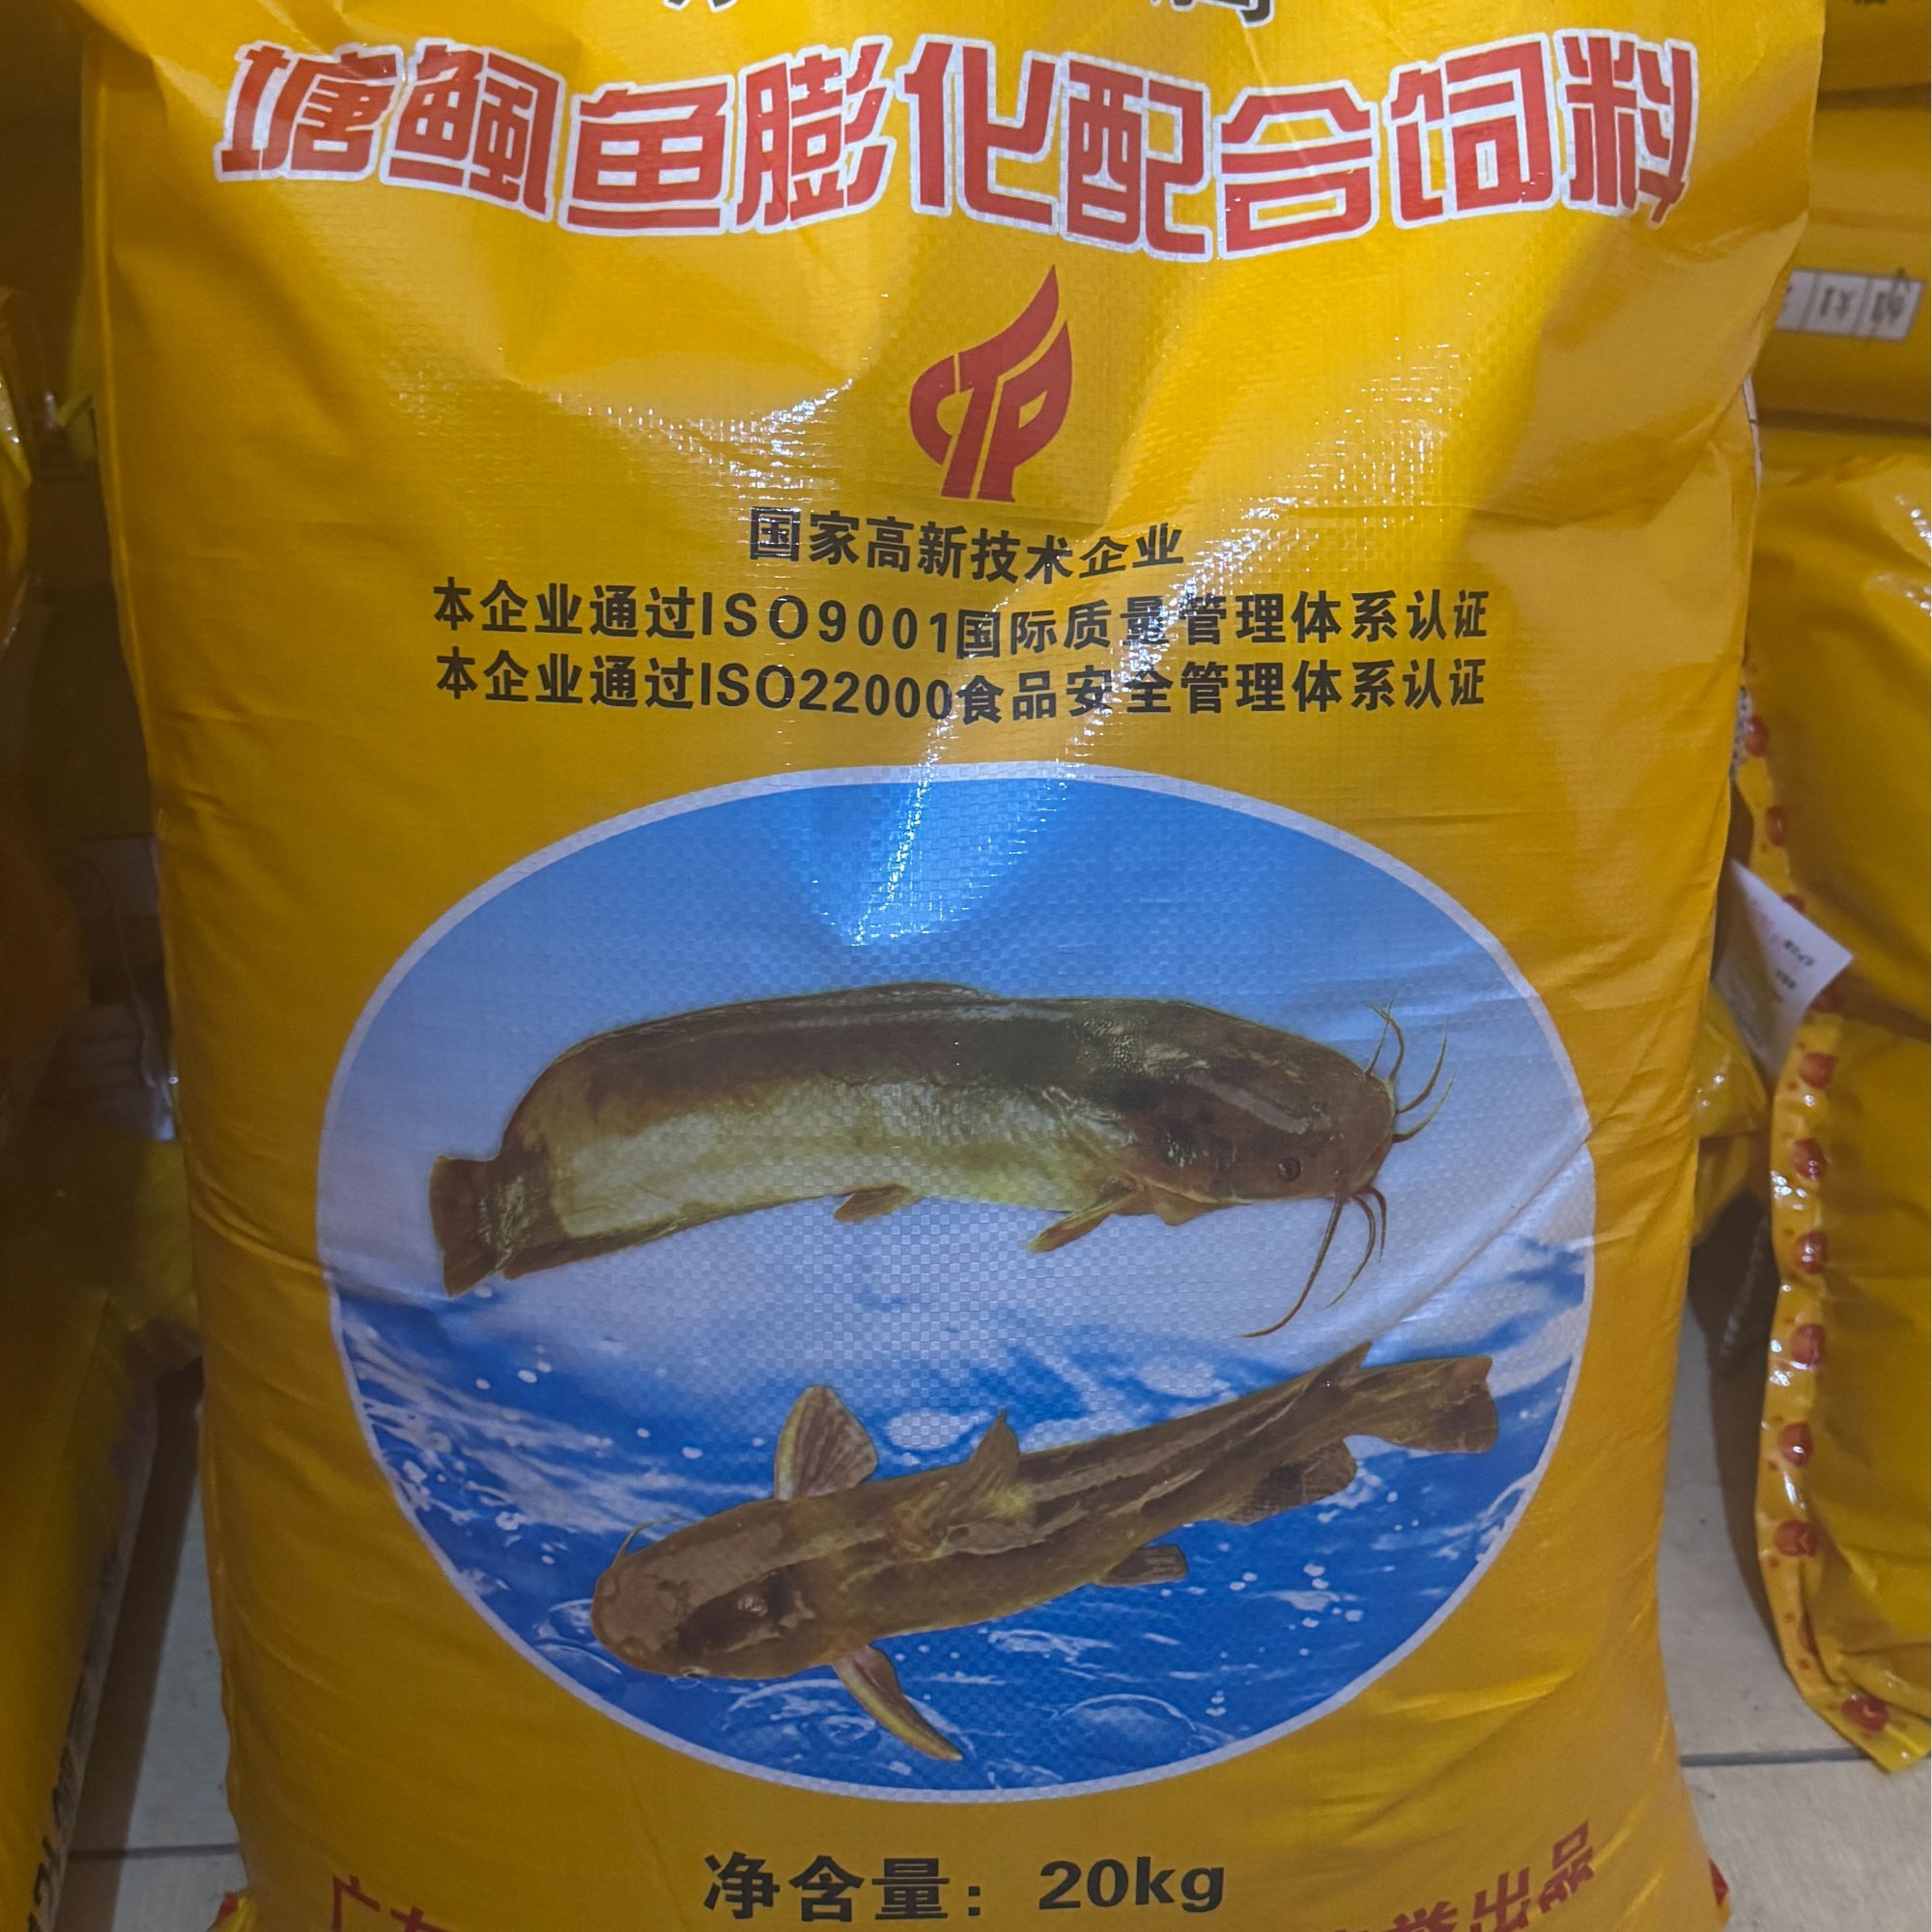 塘鲺鱼膨化配合饲料
国家高新技术企业
本企业通过ISO9001国际质量管理体系认证
本企业通过ISO22000食品安全管理体系认证
净含量：20kg
出品